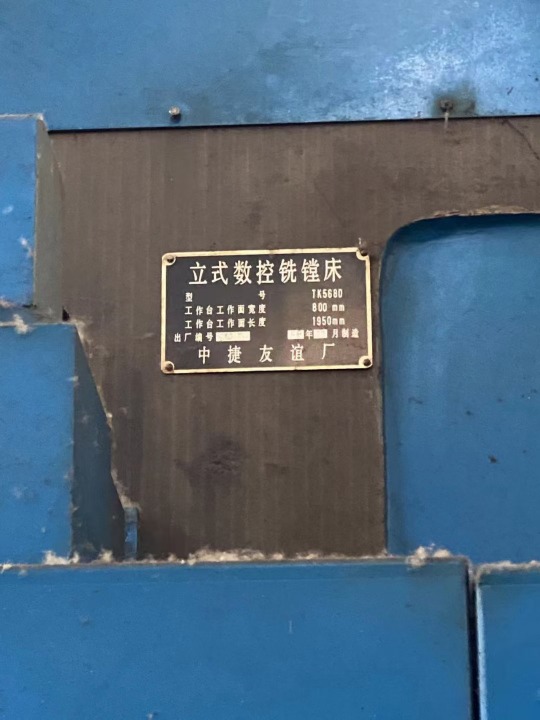 立式数控铣镗床
型号 TK5680
工作台工作面宽度 800 mm
工作台工作面长度 1950mm
出厂编号 年 月制造
中捷友谊厂